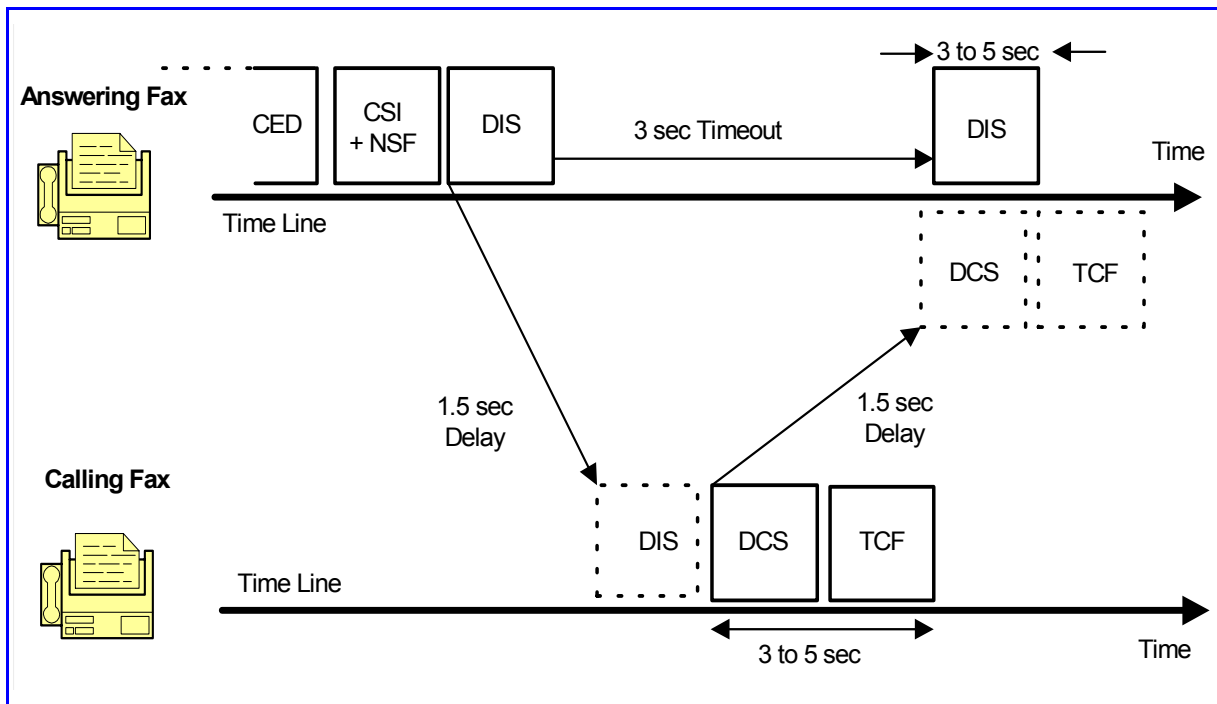 3 to 5 sec
Answering Fax
CED
CSI
+ NSF
DIS
3 sec Timeout
DIS
Time
Time Line
DCS
TCF
1.5 sec
Delay
1.5 sec
Delay
Calling Fax
DIS
DCS
TCF
Time Line
3 to 5 sec
Time